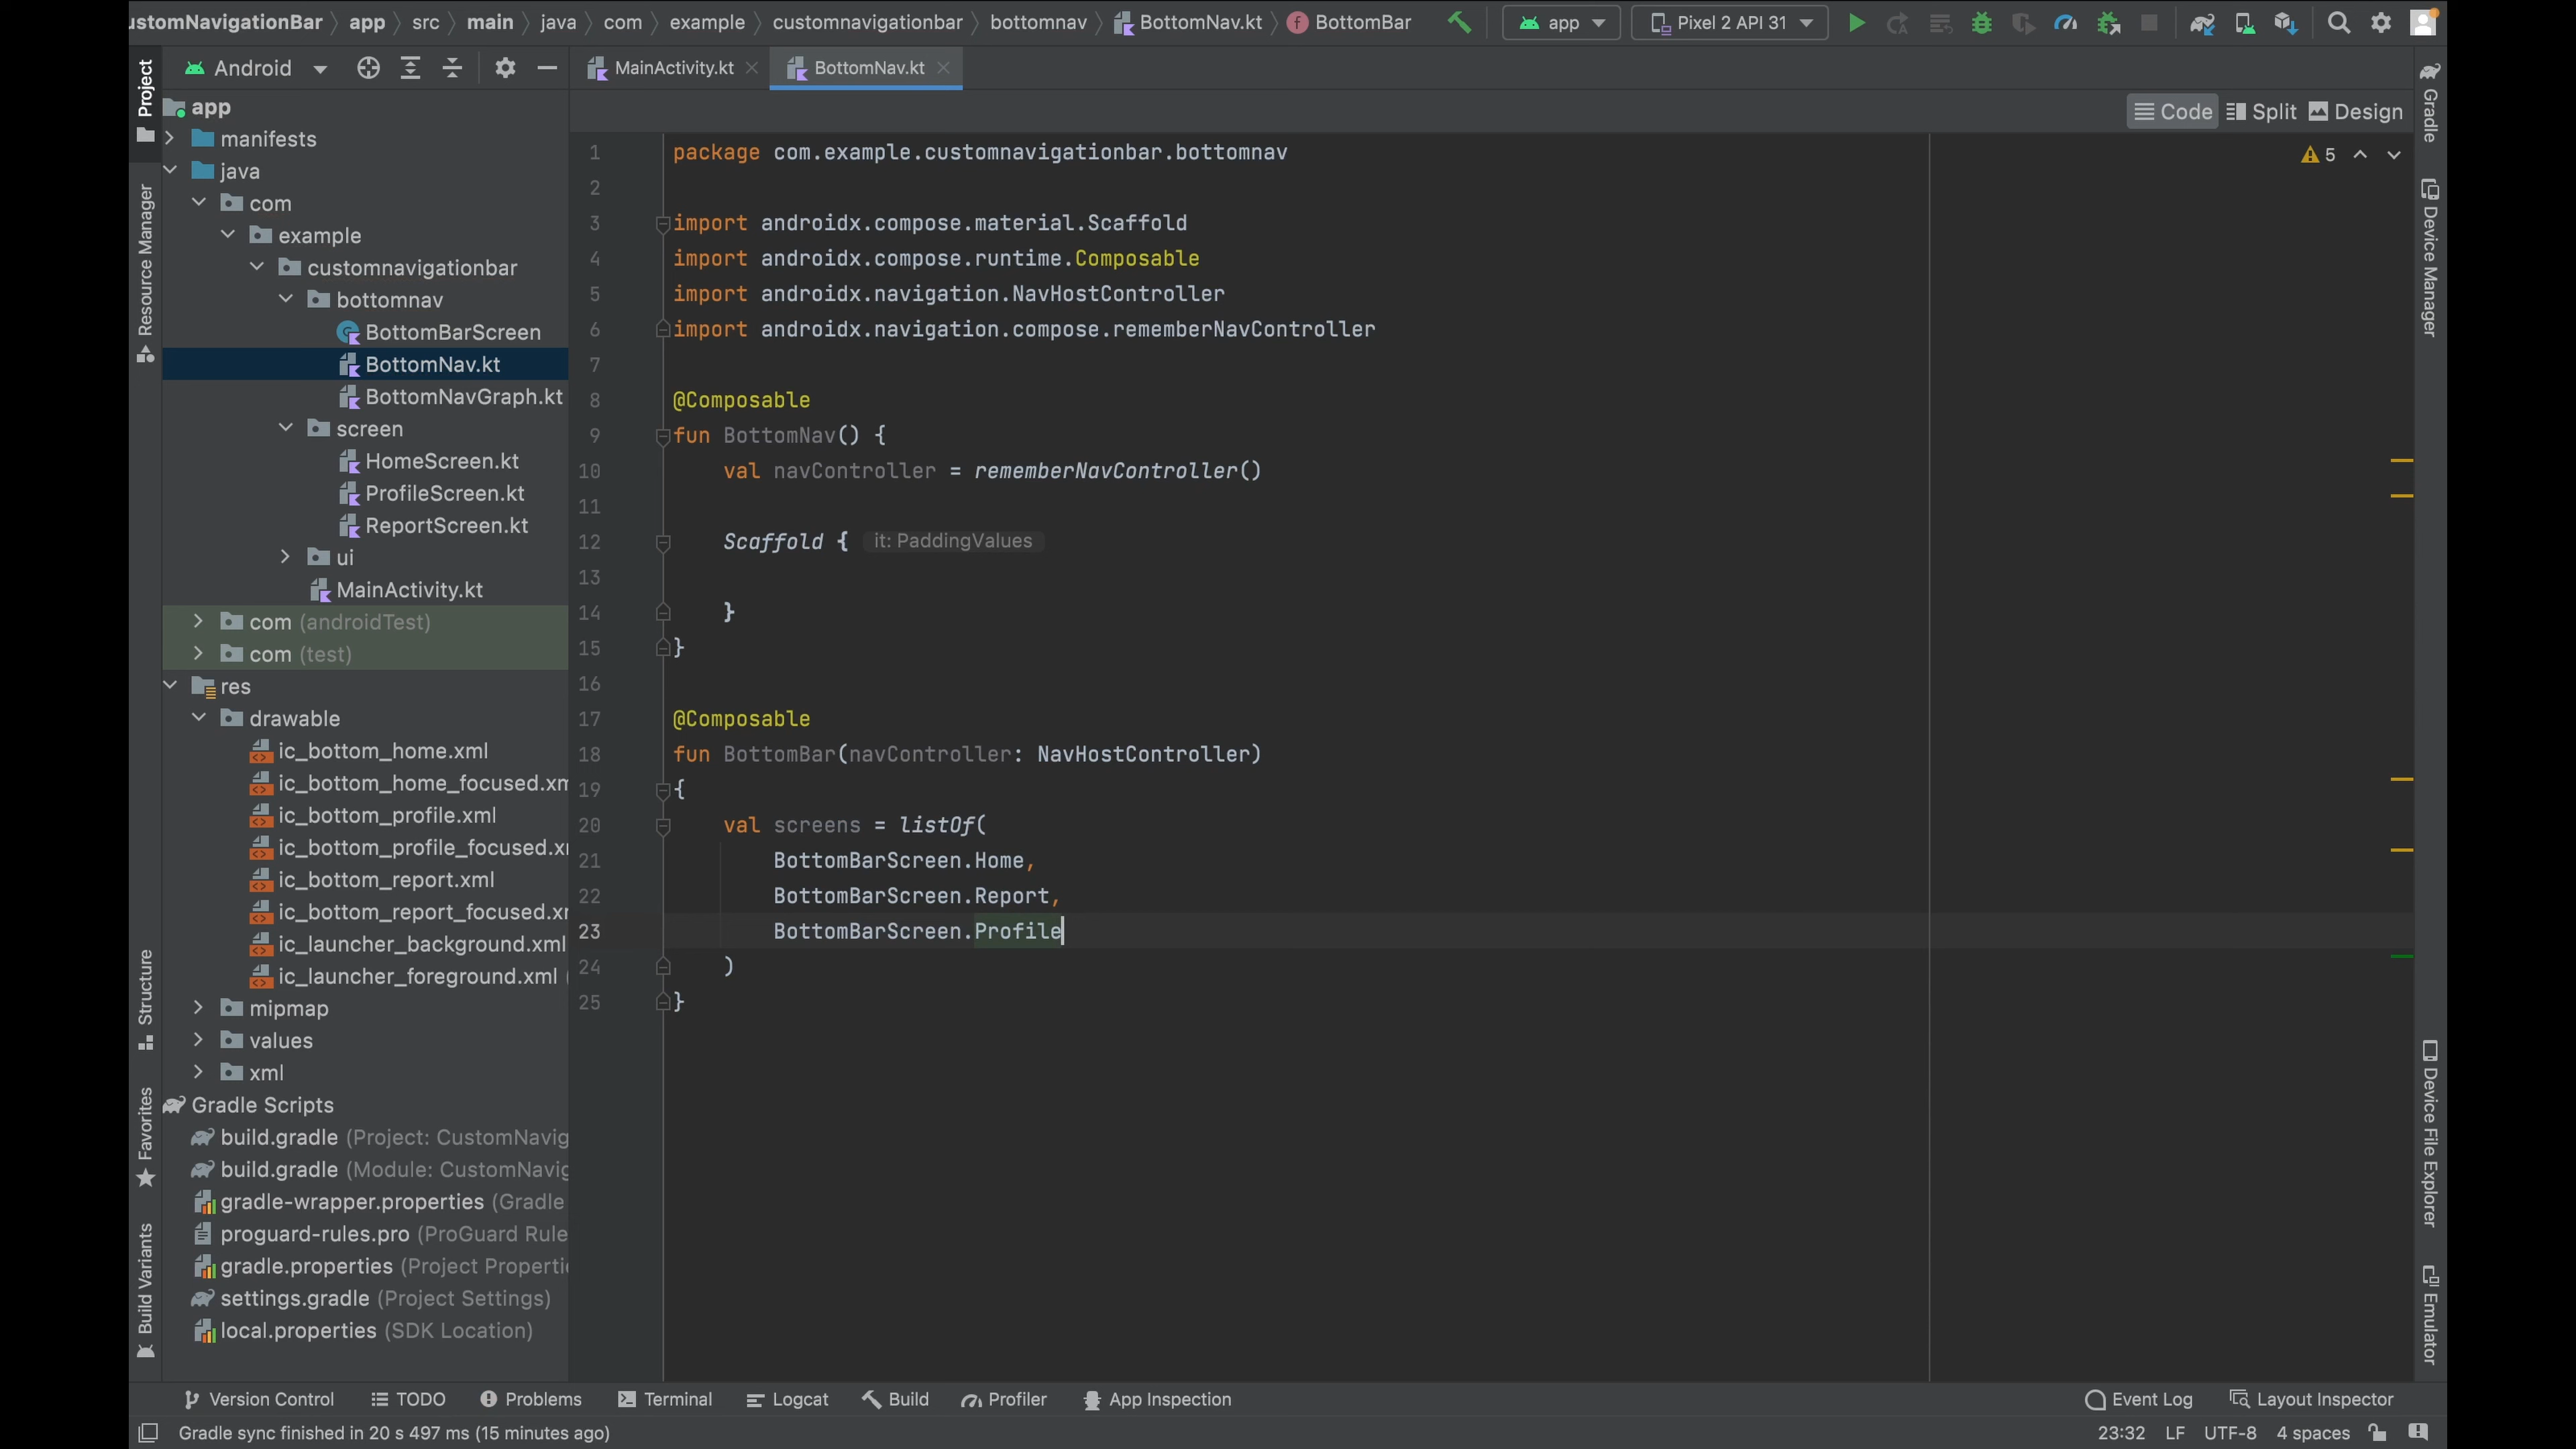 ustomNavigationBar app src main java com example customnavigationbar bottomnav BottomNav.kt BottomBar app Pixel 2 API 31
Android
MainActivity.kt
BottomNav.kt
Code Split Design
5
Project
Resource Manager
Structure
Favorites
Build Variants
app
manifests
java
com
example
customnavigationbar
bottomnav
BottomBarScreen
BottomNav.kt
BottomNavGraph.kt
screen
HomeScreen.kt
ProfileScreen.kt
ReportScreen.kt
ui
MainActivity.kt
com (androidTest)
com (test)
res
drawable
ic_bottom_home.xml
ic_bottom_home_focused.xm
ic_bottom_profile.xml
ic_bottom_profile_focused.x
ic_bottom_report.xml
ic_bottom_report_focused.x
ic_launcher_background.xml
ic_launcher_foreground.xml (
mipmap
values
xml
Gradle Scripts
build.gradle (Project: CustomNavig
build.gradle (Module: CustomNavig
gradle-wrapper.properties (Gradle
proguard-rules.pro (ProGuard Rule
gradle.properties (Project Properti
settings.gradle (Project Settings)
local.properties (SDK Location)
1 package com.example.customnavigationbar.bottomnav
2
3 import androidx.compose.material.Scaffold
4 import androidx.compose.runtime.Composable
5 import androidx.navigation.NavHostController
6 import androidx.navigation.compose.rememberNavController
7
8 @Composable
9 fun BottomNav() {
10 val navController = rememberNavController()
11
12 Scaffold { it: PaddingValues
13
14 }
15 }
16
17 @Composable
18 fun BottomBar(navController: NavHostController)
19 {
20 val screens = listOf(
21 BottomBarScreen.Home,
22 BottomBarScreen.Report,
23 BottomBarScreen.Profile
24 )
25 }
Gradle
Device Manager
Device File Explorer
Emulator
Version Control TODO Problems Terminal Logcat Build Profiler App Inspection Event Log Layout Inspector
Gradle sync finished in 20 s 497 ms (15 minutes ago) 23:32 LF UTF-8 4 spaces